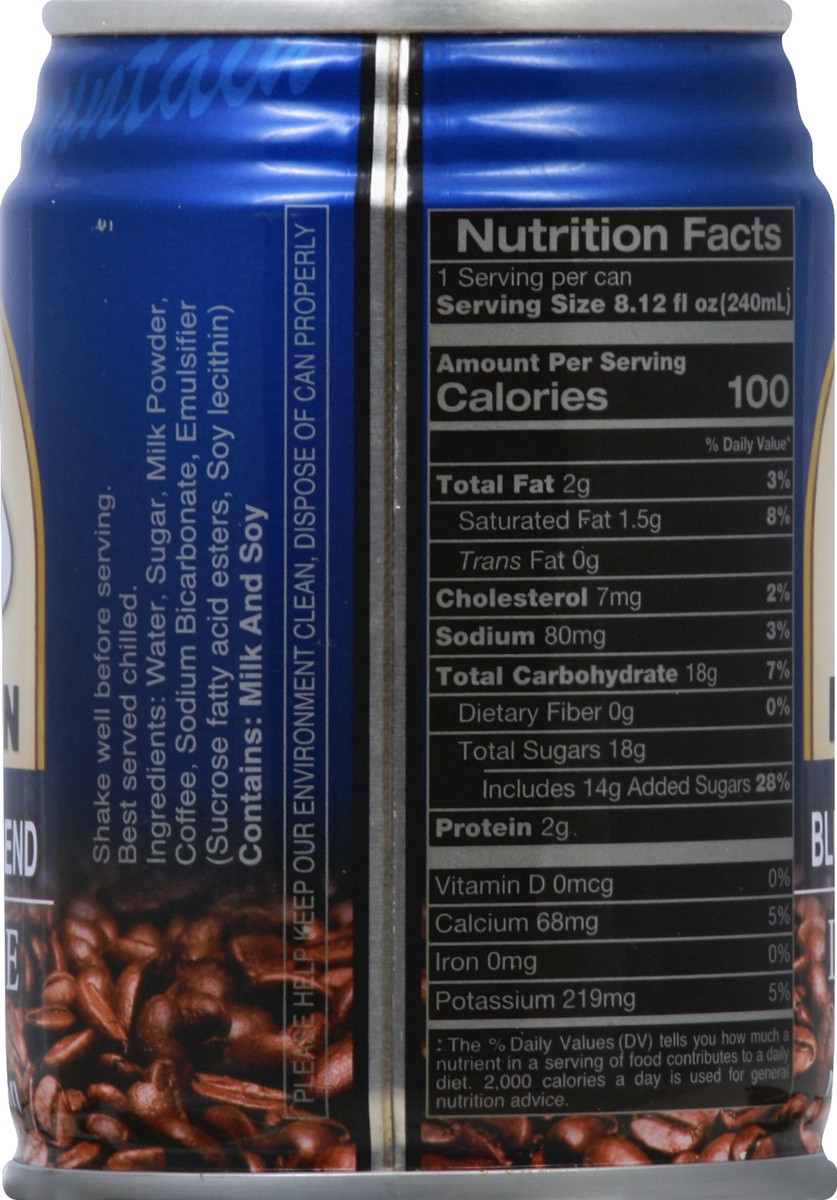 Shake well before serving.
Best served chilled.
Ingredients: Water, Sugar, Milk Powder,
Coffee, Sodium Bicarbonate, Emulsifier
(Sucrose fatty acid esters, Soy lecithin)
Contains: Milk And Soy
PLEASE HELP KEEP OUR ENVIRONMENT CLEAN, DISPOSE OF CAN PROPERLY
Nutrition Facts
1 Serving per can
Serving Size 8.12 fl oz(240mL)
Amount Per Serving
Calories 100
% Daily Value*
Total Fat 2g 3%
Saturated Fat 1.5g 8%
Trans Fat 0g
Cholesterol 7mg 2%
Sodium 80mg 3%
Total Carbohydrate 18g 7%
Dietary Fiber 0g 0%
Total Sugars 18g
Includes 14g Added Sugars 28%
Protein 2g
Vitamin D 0mcg 0%
Calcium 68mg 5%
Iron 0mg 0%
Potassium 219mg 5%
* The % Daily Values (DV) tells you how much a
nutrient in a serving of food contributes to a daily
diet. 2,000 calories a day is used for general
nutrition advice.